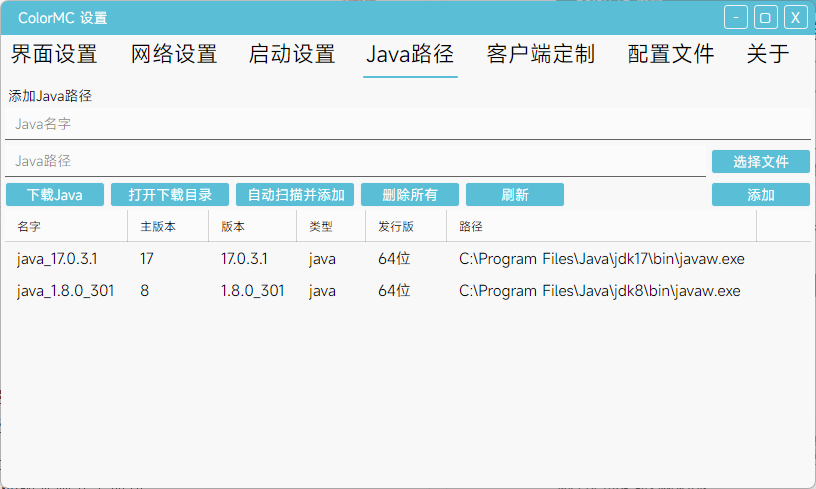 ColorMC 设置
界面设置 网络设置 启动设置 Java路径 客户端定制 配置文件 关于
添加Java路径
Java名字
Java路径 选择文件
下载Java 打开下载目录 自动扫描并添加 删除所有 刷新 添加
名字 主版本 版本 类型 发行版 路径
java_17.0.3.1 17 17.0.3.1 java 64位 C:\Program Files\Java\jdk17\bin\javaw.exe
java_1.8.0_301 8 1.8.0_301 java 64位 C:\Program Files\Java\jdk8\bin\javaw.exe